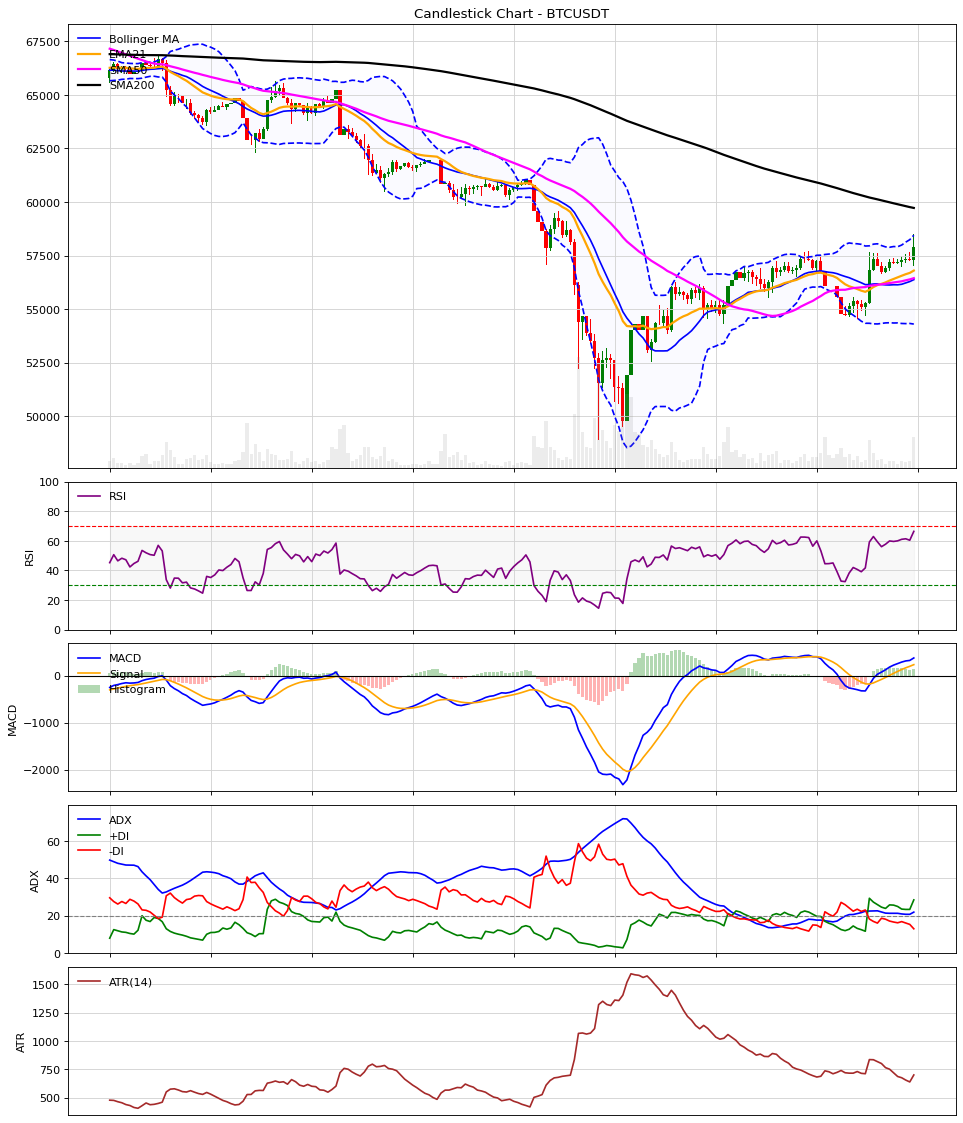 Candlestick Chart - BTCUSDT
Bollinger MA
EMA21
SMA50
SMA200
67500
65000
62500
60000
57500
55000
52500
50000
RSI
100
80
60
40
20
0
RSI
MACD
Signal
Histogram
0
−1000
−2000
MACD
ADX
+DI
-DI
60
40
20
0
ADX
ATR(14)
1500
1250
1000
750
500
ATR